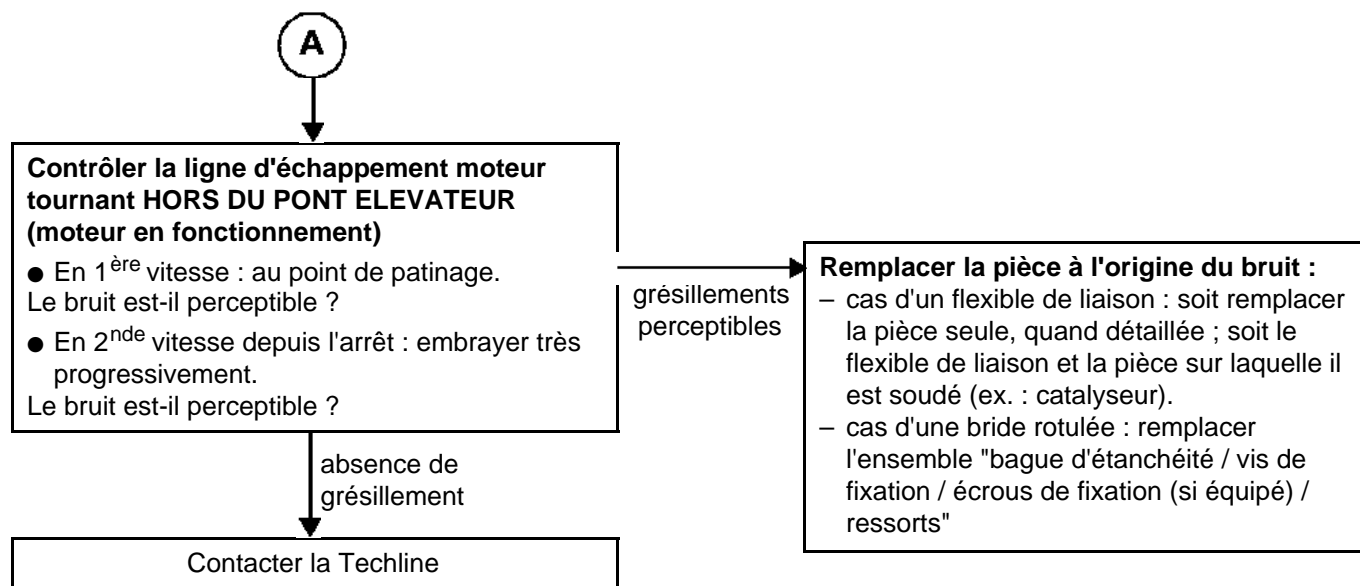 A
Contrôler la ligne d'échappement moteur
tournant HORS DU PONT ELEVATEUR
(moteur en fonctionnement)
● En 1ère vitesse : au point de patinage.
Le bruit est-il perceptible ?
● En 2nde vitesse depuis l'arrêt : embrayer très
progressivement.
Le bruit est-il perceptible ?
grésillements
perceptibles
Remplacer la pièce à l'origine du bruit :
– cas d'un flexible de liaison : soit remplacer
la pièce seule, quand détaillée ; soit le
flexible de liaison et la pièce sur laquelle il
est soudé (ex. : catalyseur).
– cas d'une bride rotulée : remplacer
l'ensemble "bague d'étanchéité / vis de
fixation / écrous de fixation (si équipé) /
ressorts"
absence de
grésillement
Contacter la Techline